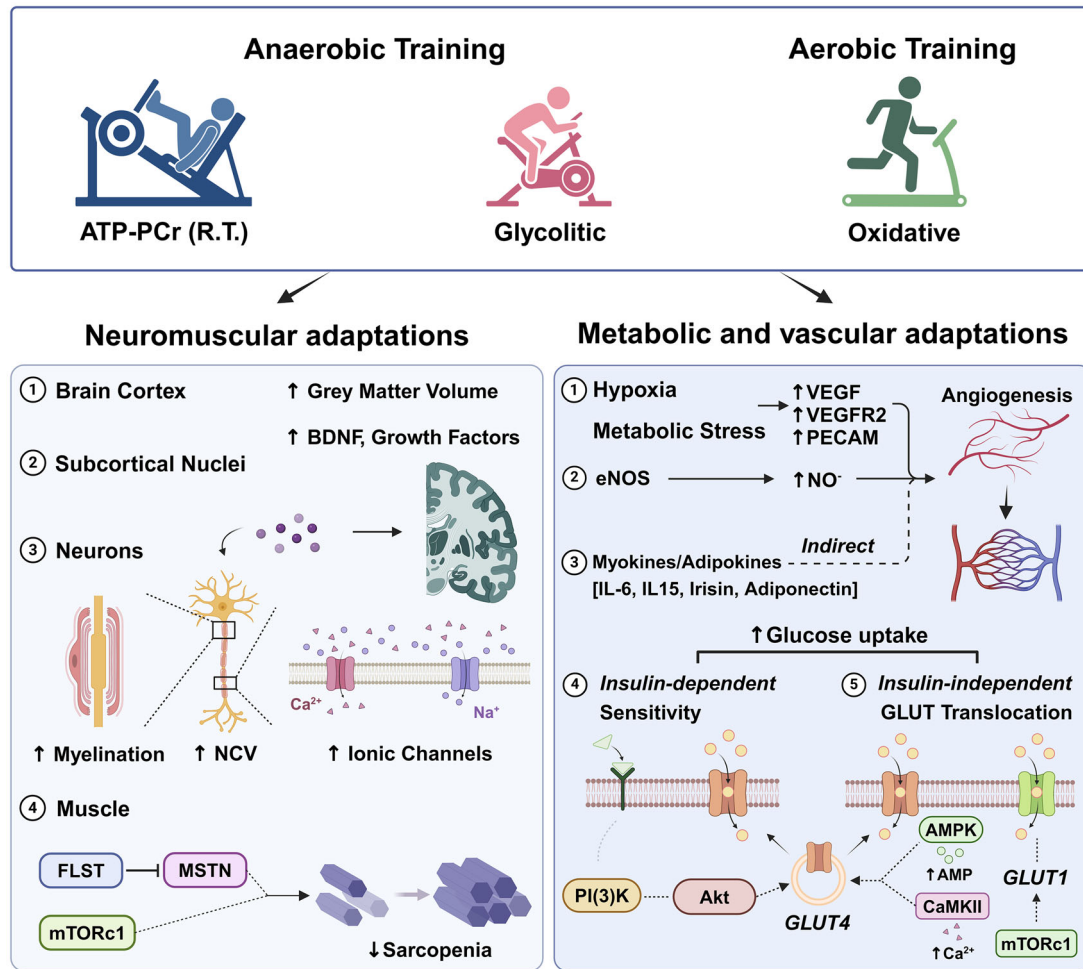 Anaerobic Training
Aerobic Training
ATP-PCr (R.T.)
Glycolitic
Oxidative
Neuromuscular adaptations
1 Brain Cortex
↑ Grey Matter Volume
↑ BDNF, Growth Factors
2 Subcortical Nuclei
3 Neurons
Ca²⁺
Na⁺
↑ Myelination
↑ NCV
↑ Ionic Channels
4 Muscle
FLST
MSTN
mTORc1
↓Sarcopenia
Metabolic and vascular adaptations
1 Hypoxia
Metabolic Stress
↑VEGF
↑VEGFR2
↑PECAM
Angiogenesis
2 eNOS
↑NO⁻
3 Myokines/Adipokines
Indirect
[IL-6, IL15, Irisin, Adiponectin]
↑Glucose uptake
4 Insulin-dependent
Sensitivity
5 Insulin-independent
GLUT Translocation
PI(3)K
Akt
GLUT4
AMPK
↑AMP
CaMKII
↑Ca²⁺
GLUT1
mTORc1